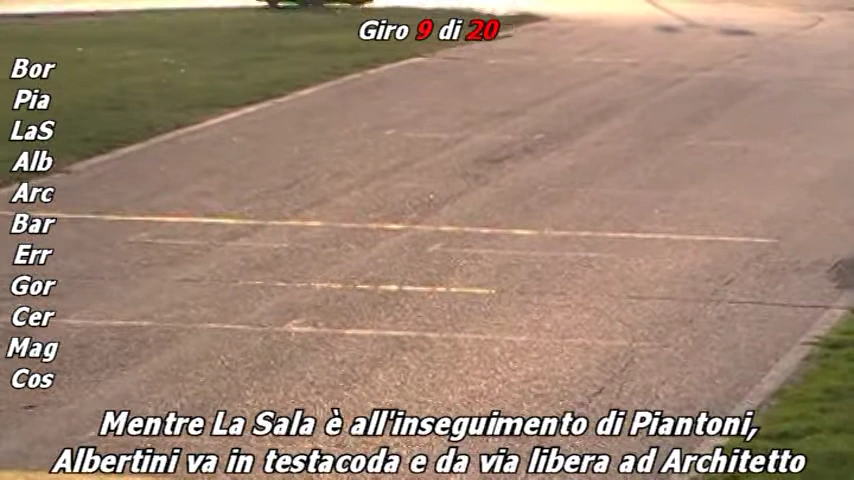 Giro 9 di 20
Bor
Pia
LaS
Alb
Arc
Bar
Err
Gor
Cer
Mag
Cos
Mentre La Sala è all'inseguimento di Piantoni,
Albertini va in testacoda e da via libera ad Architetto